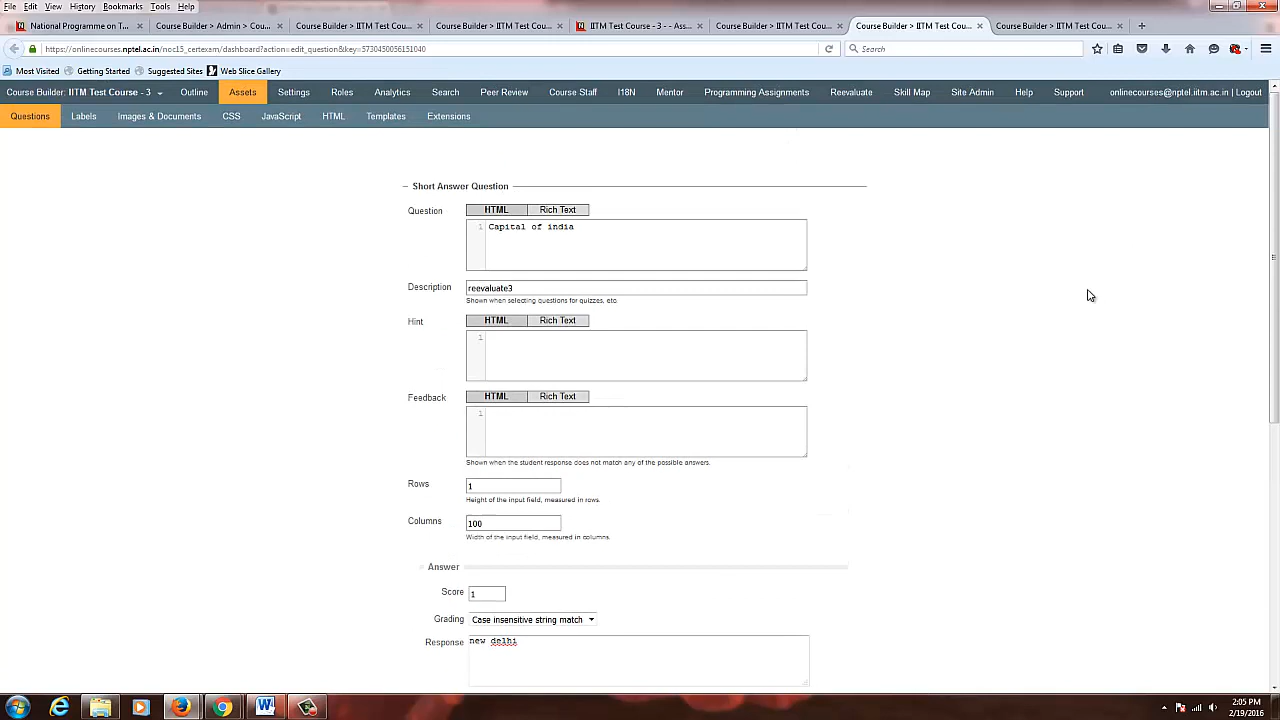 File Edit View History Bookmarks Tools Help
National Programme on T... × Course Builder > Admin > Cou... × Course Builder > IITM Test Cou... × Course Builder > IITM Test Cou... × IITM Test Course - 3 - - Ass... × Course Builder > IITM Test Cou... × Course Builder > IITM Test Cou... × Course Builder > IITM Test Cou... ×
https://onlinecourses.nptel.ac.in/noc15_certexam/dashboard?action=edit_question&key=5730450056151040 Search
Most Visited Getting Started Suggested Sites Web Slice Gallery
Course Builder: IITM Test Course - 3 Outline Assets Settings Roles Analytics Search Peer Review Course Staff I18N Mentor Programming Assignments Reevaluate Skill Map Site Admin Help Support onlinecourses@nptel.iitm.ac.in | Logout
Questions Labels Images & Documents CSS JavaScript HTML Templates Extensions
Short Answer Question
HTML Rich Text
Question 1 Capital of india
Description reevaluate3
Shown when selecting questions for quizzes, etc.
Hint HTML Rich Text
1
Feedback HTML Rich Text
1
Shown when the student response does not match any of the possible answers.
Rows 1
Height of the input field, measured in rows.
Columns 100
Width of the input field, measured in columns.
Answer
Score 1
Grading Case insensitive string match
Response new delhi
2:05 PM
2/19/2016